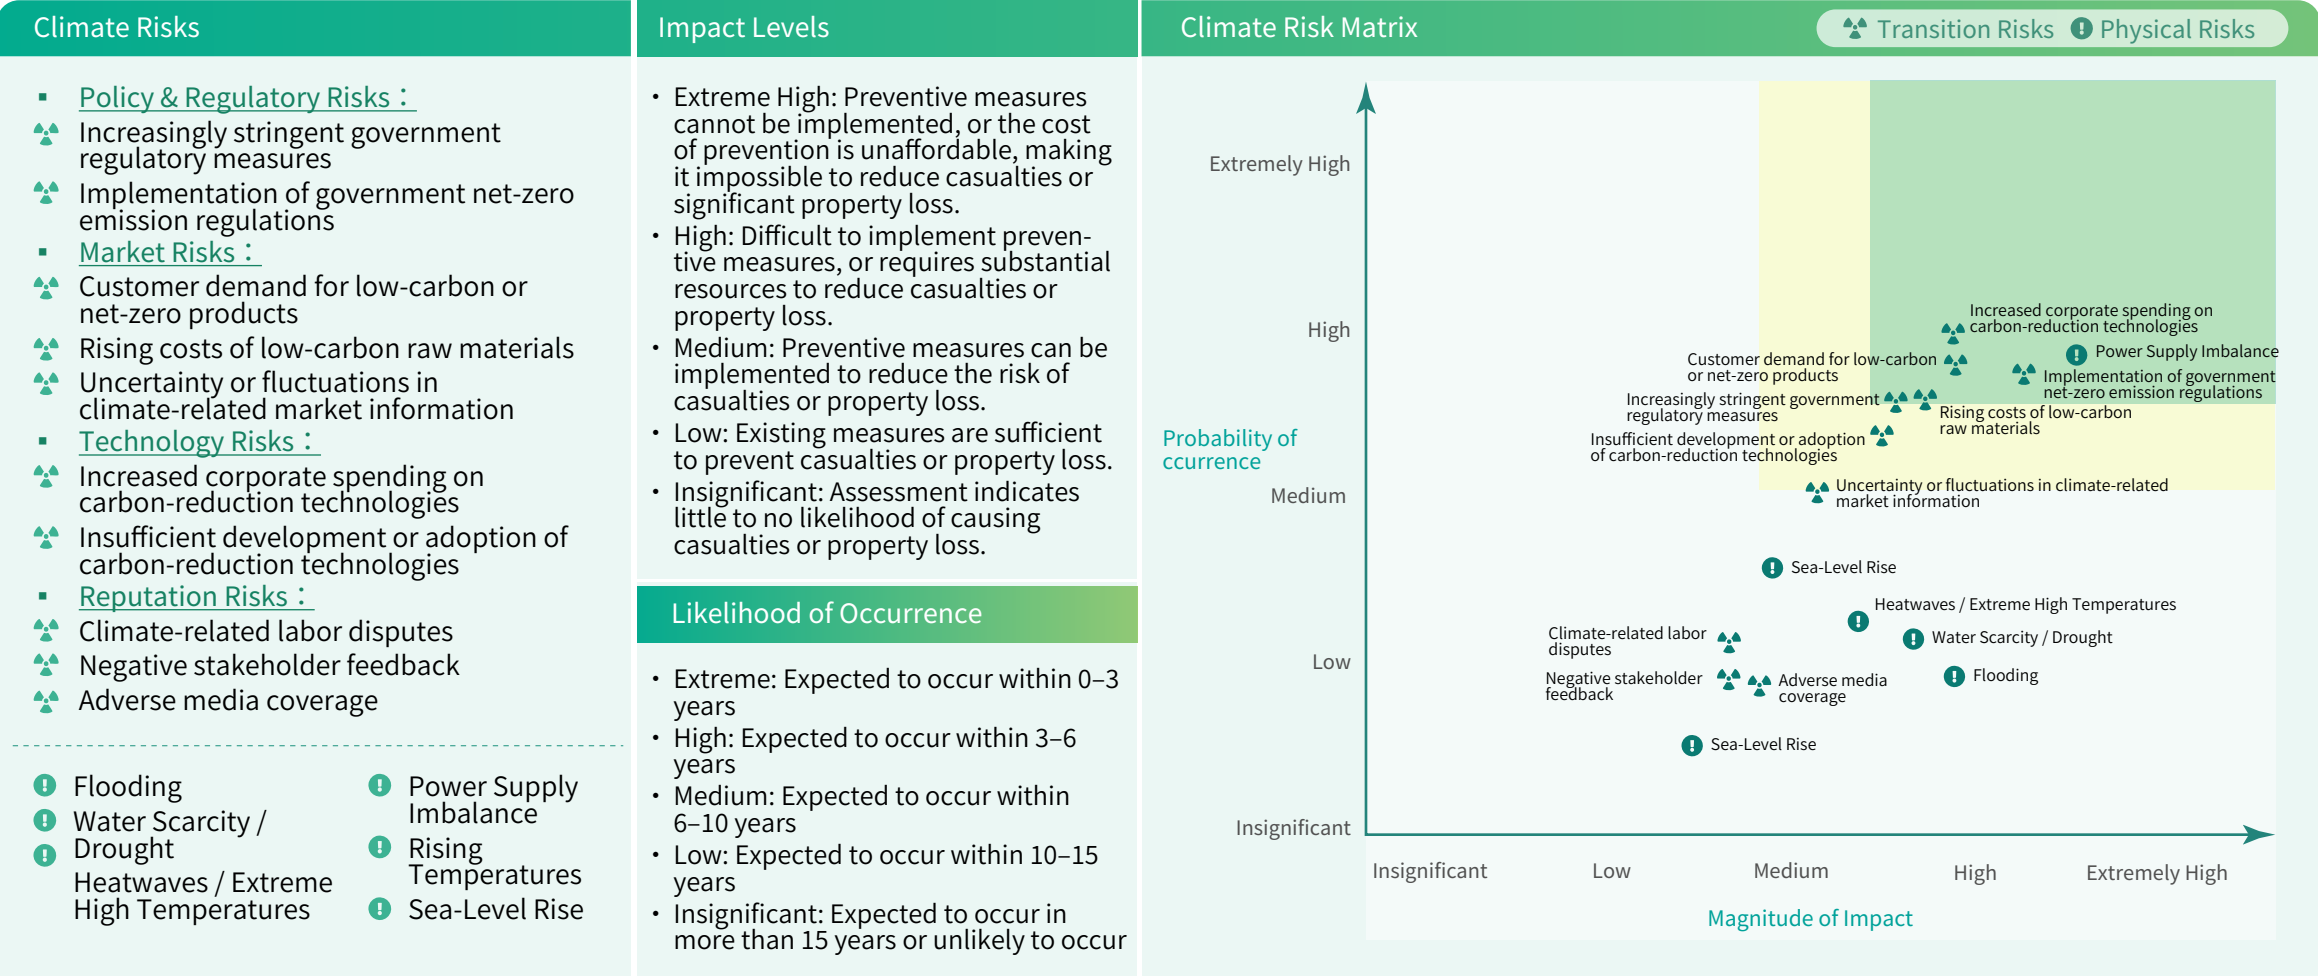 Climate Risks
▪ Policy & Regulatory Risks：
Increasingly stringent government
regulatory measures
Implementation of government net-zero
emission regulations
▪ Market Risks：
Customer demand for low-carbon or
net-zero products
Rising costs of low-carbon raw materials
Uncertainty or fluctuations in
climate-related market information
▪ Technology Risks：
Increased corporate spending on
carbon-reduction technologies
Insufficient development or adoption of
carbon-reduction technologies
▪ Reputation Risks：
Climate-related labor disputes
Negative stakeholder feedback
Adverse media coverage
Flooding
Water Scarcity /
Drought
Heatwaves / Extreme
High Temperatures
Power Supply
Imbalance
Rising
Temperatures
Sea-Level Rise
Impact Levels
• Extreme High: Preventive measures
cannot be implemented, or the cost
of prevention is unaffordable, making
it impossible to reduce casualties or
significant property loss.
• High: Difficult to implement preven-
tive measures, or requires substantial
resources to reduce casualties or
property loss.
• Medium: Preventive measures can be
implemented to reduce the risk of
casualties or property loss.
• Low: Existing measures are sufficient
to prevent casualties or property loss.
• Insignificant: Assessment indicates
little to no likelihood of causing
casualties or property loss.
Likelihood of Occurrence
• Extreme: Expected to occur within 0–3
years
• High: Expected to occur within 3–6
years
• Medium: Expected to occur within
6–10 years
• Low: Expected to occur within 10–15
years
• Insignificant: Expected to occur in
more than 15 years or unlikely to occur
Climate Risk Matrix
Transition Risks
Physical Risks
Probability of
ccurrence
Extremely High
High
Medium
Low
Insignificant
Increased corporate spending on
carbon-reduction technologies
Power Supply Imbalance
Customer demand for low-carbon
or net-zero products
Implementation of government
net-zero emission regulations
Increasingly stringent government
regulatory measures
Rising costs of low-carbon
raw materials
Insufficient development or adoption
of carbon-reduction technologies
Uncertainty or fluctuations in climate-related
market information
Sea-Level Rise
Heatwaves / Extreme High Temperatures
Climate-related labor
disputes
Water Scarcity / Drought
Negative stakeholder
feedback
Adverse media
coverage
Flooding
Sea-Level Rise
Insignificant
Low
Medium
High
Extremely High
Magnitude of Impact